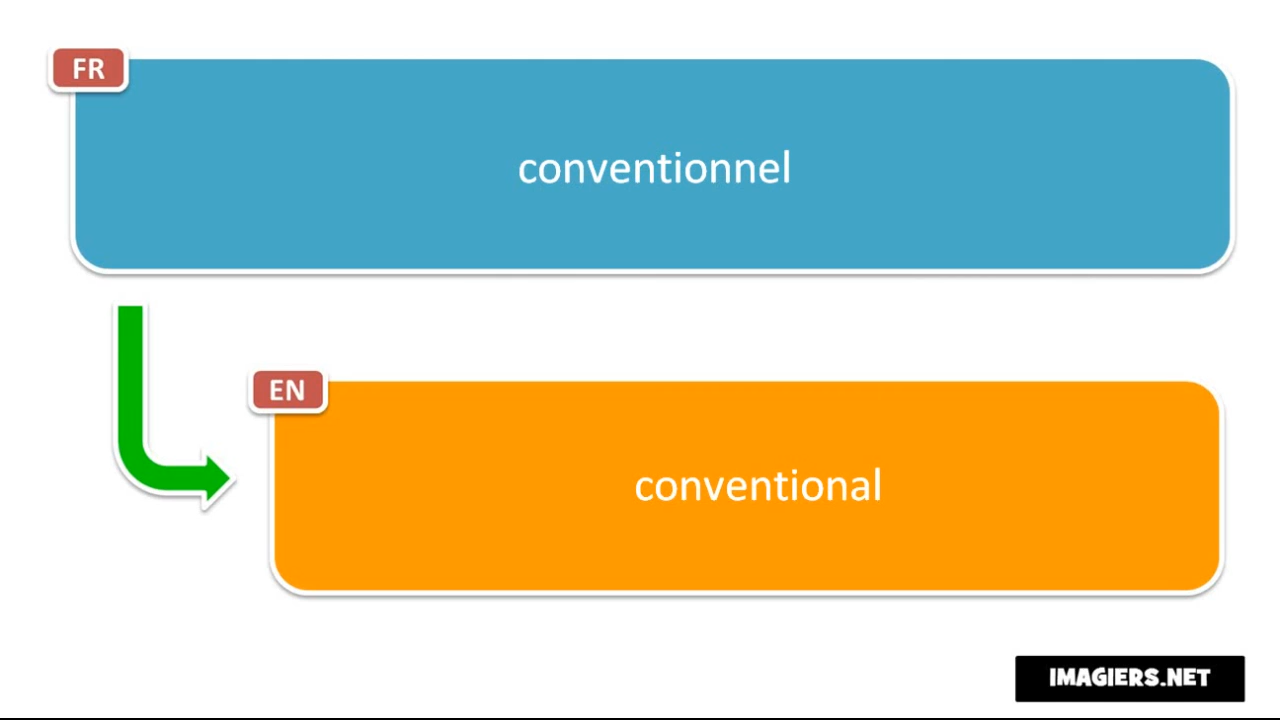 FR
conventionnel
EN
conventional
IMAGIERS.NET